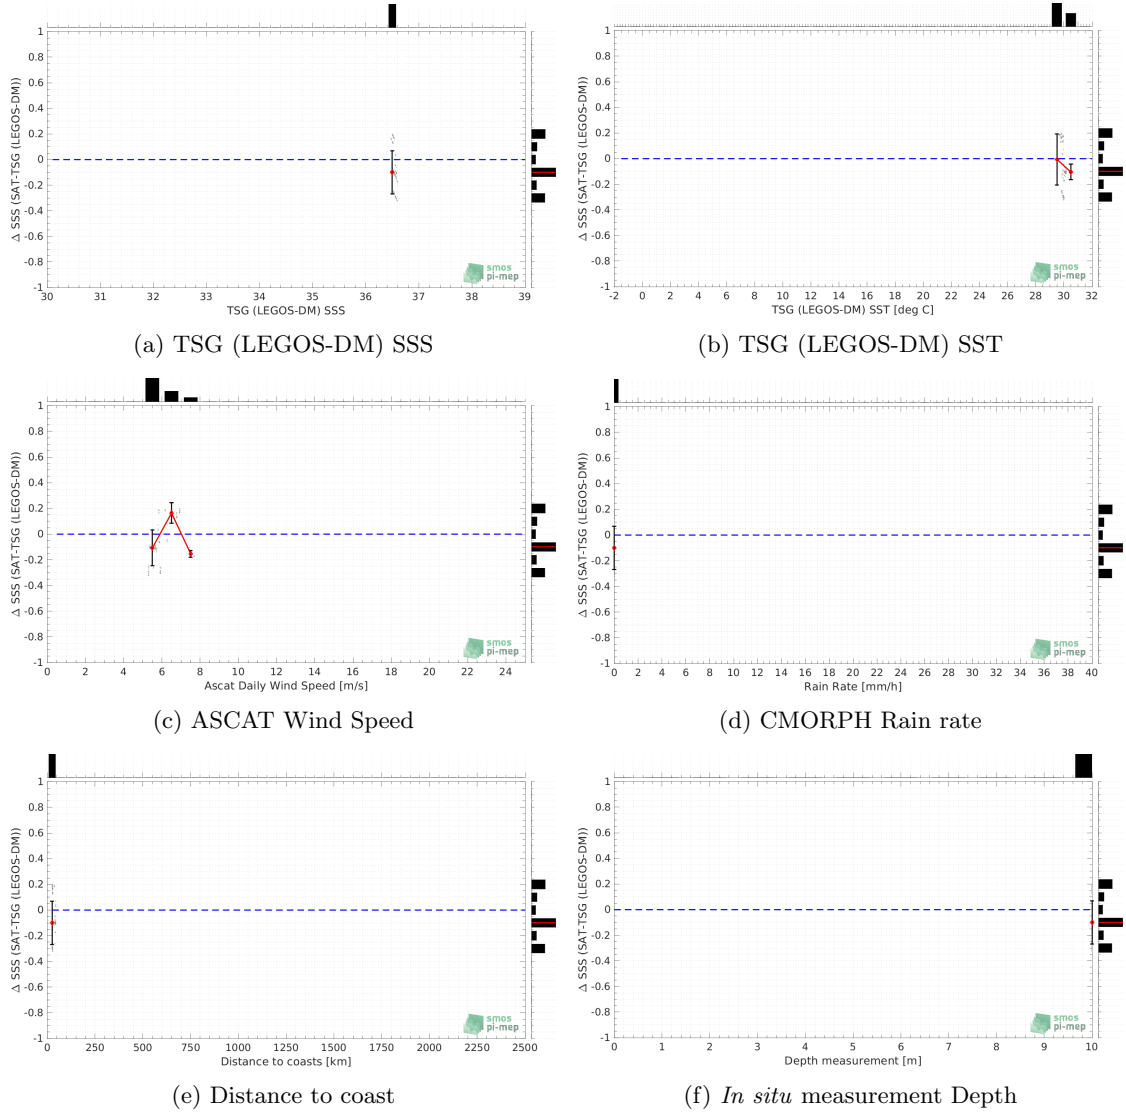 Δ SSS (SAT-TSG (LEGOS-DM))
1
0.8
0.6
0.4
0.2
0
-0.2
-0.4
-0.6
-0.8
-1
30 31 32 33 34 35 36 37 38 39
TSG (LEGOS-DM) SSS
smos
pi-mep
(a) TSG (LEGOS-DM) SSS
Δ SSS (SAT-TSG (LEGOS-DM))
1
0.8
0.6
0.4
0.2
0
-0.2
-0.4
-0.6
-0.8
-1
-2 0 2 4 6 8 10 12 14 16 18 20 22 24 26 28 30 32
TSG (LEGOS-DM) SST [deg C]
smos
pi-mep
(b) TSG (LEGOS-DM) SST
Δ SSS (SAT-TSG (LEGOS-DM))
1
0.8
0.6
0.4
0.2
0
-0.2
-0.4
-0.6
-0.8
-1
0 2 4 6 8 10 12 14 16 18 20 22 24
Ascat Daily Wind Speed [m/s]
smos
pi-mep
(c) ASCAT Wind Speed
Δ SSS (SAT-TSG (LEGOS-DM))
1
0.8
0.6
0.4
0.2
0
-0.2
-0.4
-0.6
-0.8
-1
0 2 4 6 8 10 12 14 16 18 20 22 24 26 28 30 32 34 36 38 40
Rain Rate [mm/h]
smos
pi-mep
(d) CMORPH Rain rate
Δ SSS (SAT-TSG (LEGOS-DM))
1
0.8
0.6
0.4
0.2
0
-0.2
-0.4
-0.6
-0.8
-1
0 250 500 750 1000 1250 1500 1750 2000 2250 2500
Distance to coasts [km]
smos
pi-mep
(e) Distance to coast
Δ SSS (SAT-TSG (LEGOS-DM))
1
0.8
0.6
0.4
0.2
0
-0.2
-0.4
-0.6
-0.8
-1
0 1 2 3 4 5 6 7 8 9 10
Depth measurement [m]
smos
pi-mep
(f) In situ measurement Depth